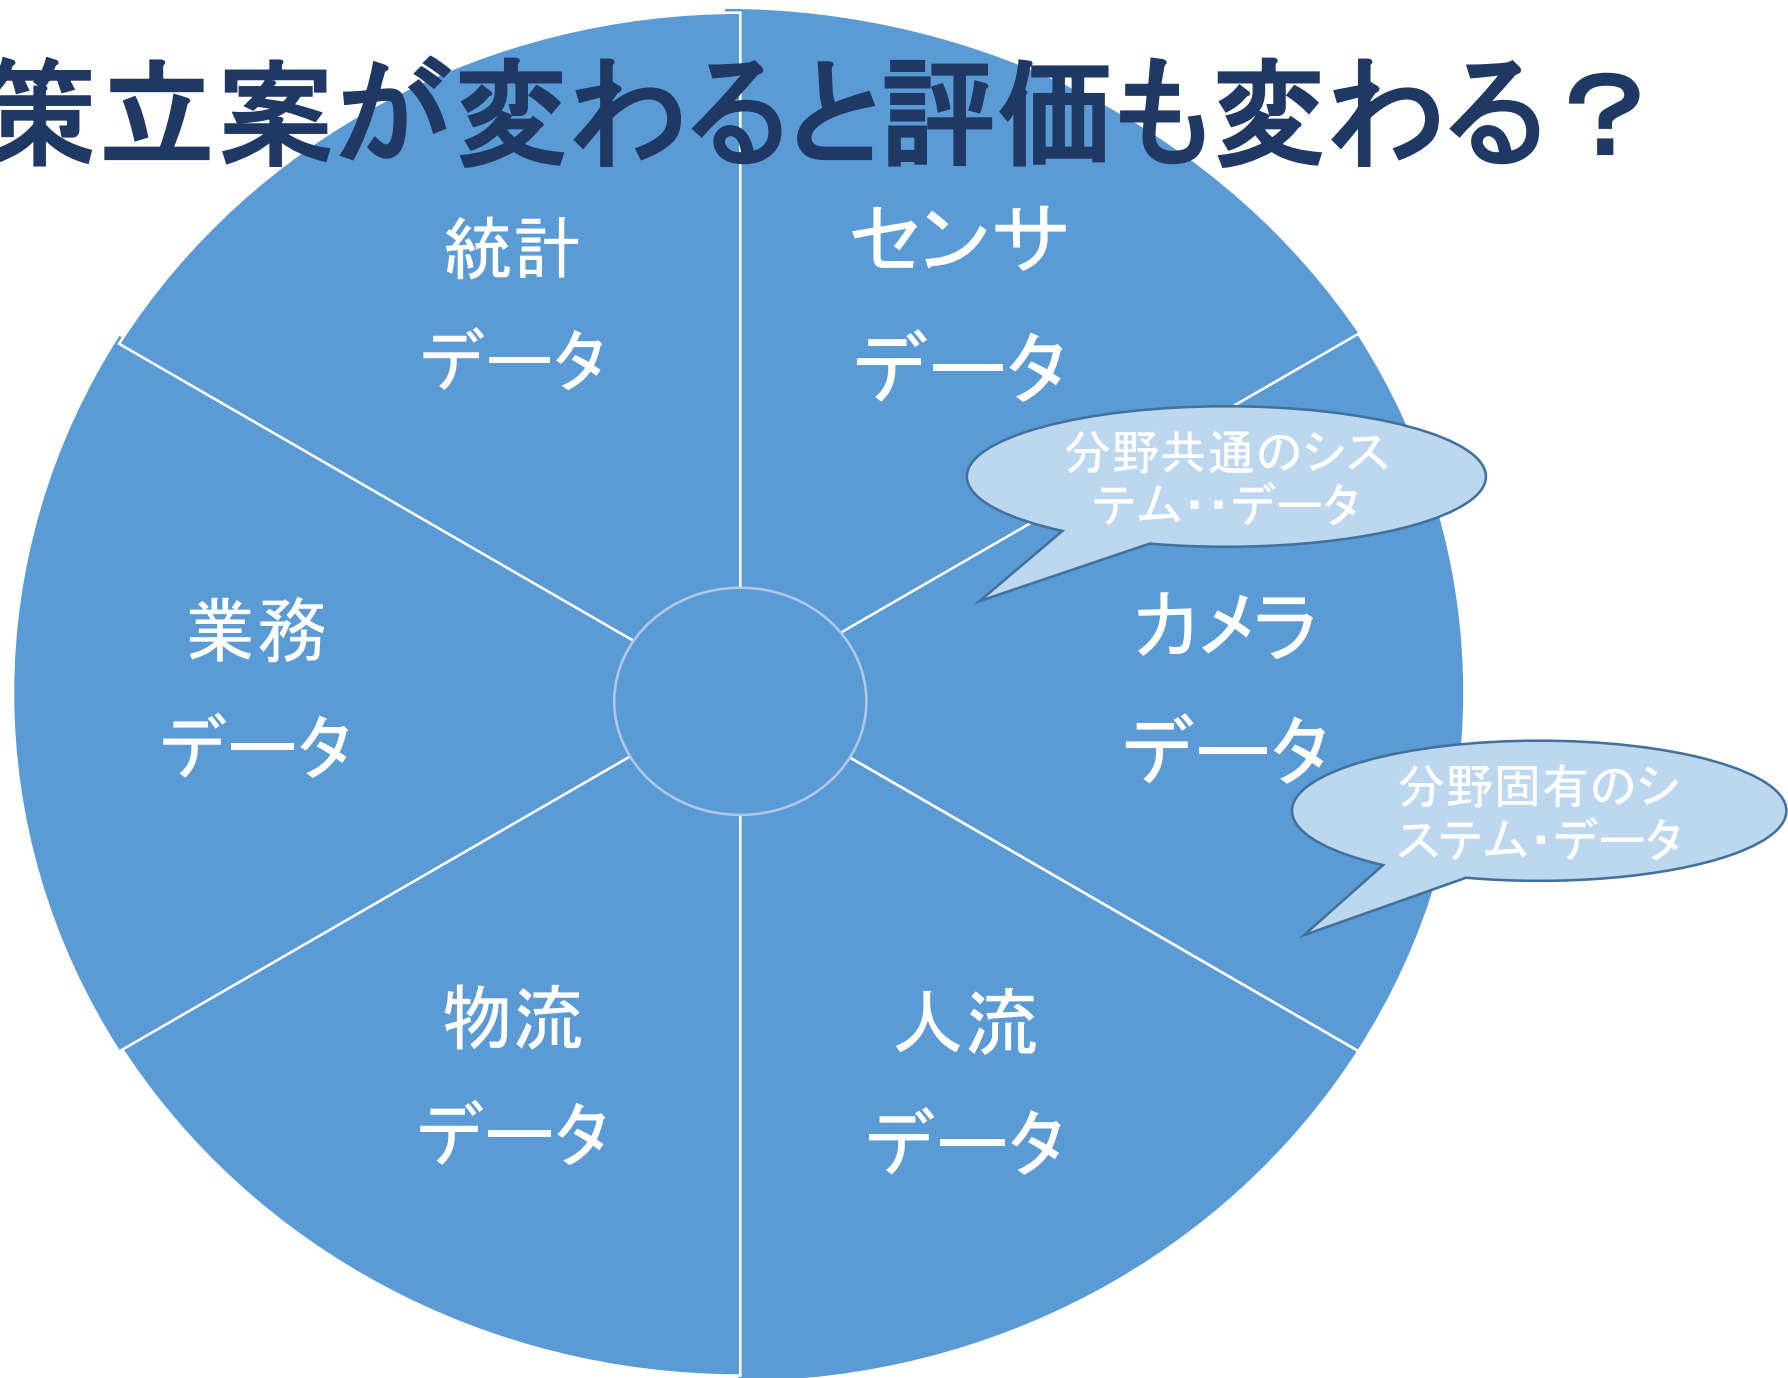 策立案が変わると評価も変わる？
統計
データ
センサ
データ
分野共通のシス
テム・・データ
業務
データ
カメラ
データ
分野固有のシ
ステム・データ
物流
データ
人流
データ